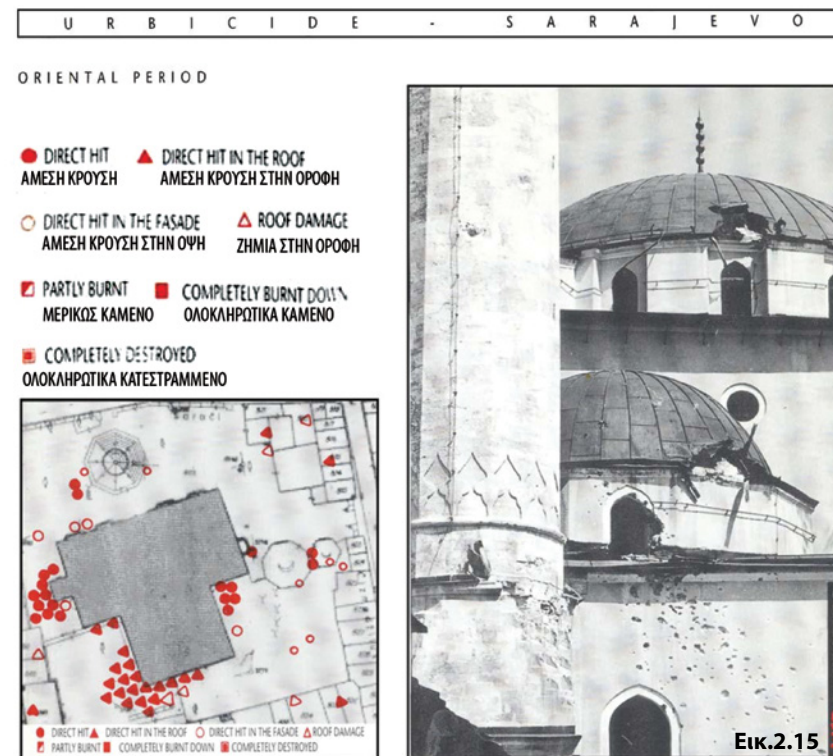 URBICIDE - SARAJEVO
ORIENTAL PERIOD
DIRECT HIT DIRECT HIT IN THE ROOF
ΑΜΕΣΗ ΚΡΟΥΣΗ ΑΜΕΣΗ ΚΡΟΥΣΗ ΣΤΗΝ ΟΡΟΦΗ
DIRECT HIT IN THE FASADE ROOF DAMAGE
ΑΜΕΣΗ ΚΡΟΥΣΗ ΣΤΗΝ ΟΨΗ ΖΗΜΙΑ ΣΤΗΝ ΟΡΟΦΗ
PARTLY BURNT COMPLETELY BURNT DOWN
ΜΕΡΙΚΩΣ ΚΑΜΕΝΟ ΟΛΟΚΛΗΡΩΤΙΚΑ ΚΑΜΕΝΟ
COMPLETELY DESTROYED
ΟΛΟΚΛΗΡΩΤΙΚΑ ΚΑΤΕΣΤΡΑΜΜΕΝΟ
DIRECT HIT DIRECT HIT IN THE ROOF DIRECT HIT IN THE FASADE ROOF DAMAGE
PARTLY BURNT COMPLETELY BURNT DOWN COMPLETELY DESTROYED
Εικ.2.15